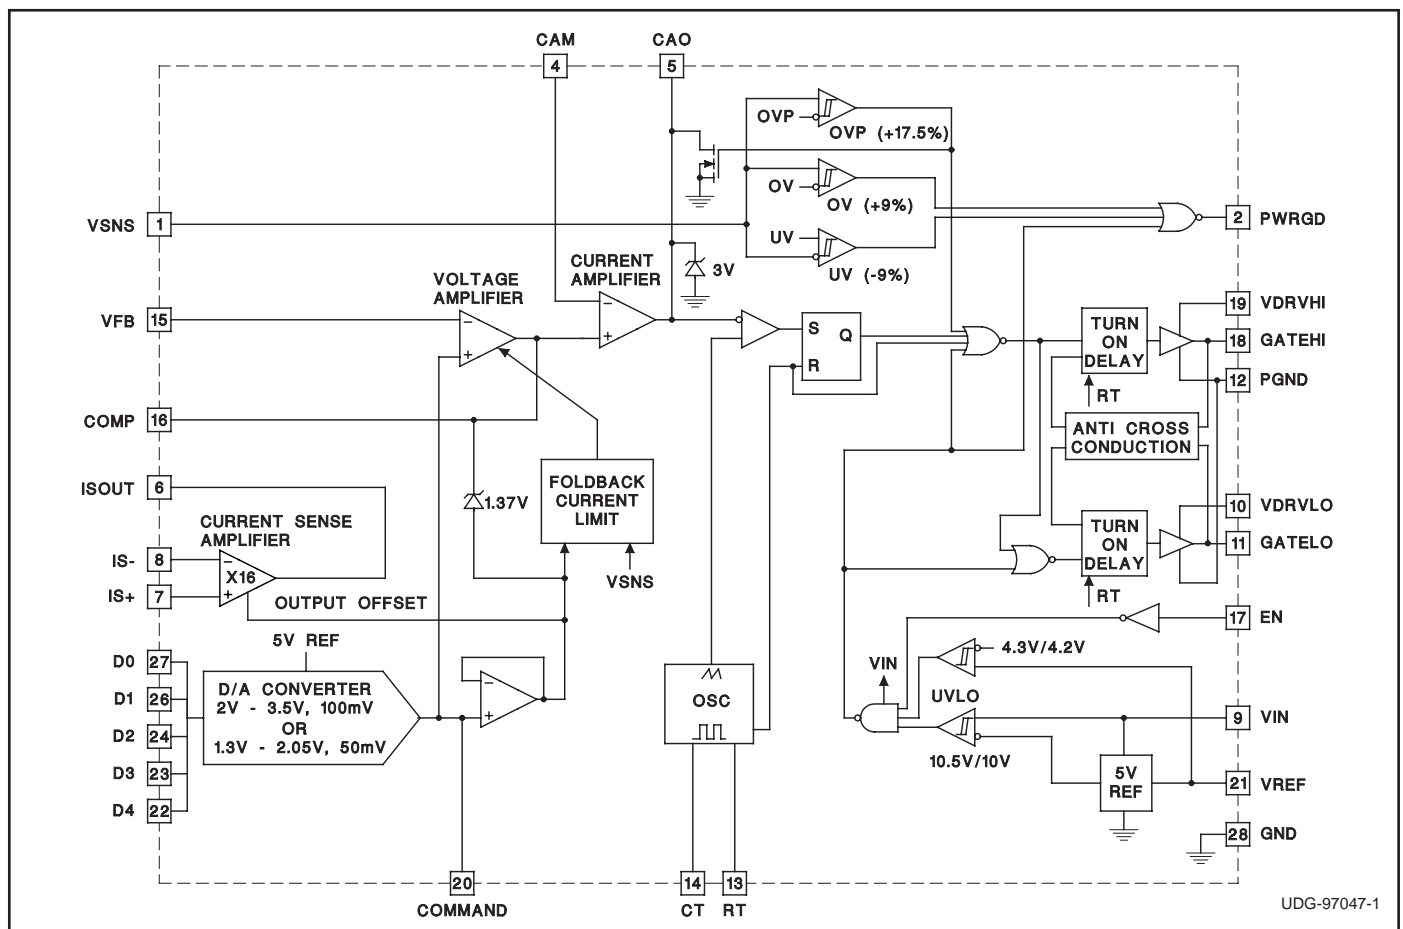 CAM
CAO
4
5
OVP
OVP (+17.5%)
OV
OV (+9%)
VSNS
1
2
PWRGD
UV
UV (-9%)
3V
CURRENT
AMPLIFIER
VOLTAGE
AMPLIFIER
19
VDRVHI
VFB
15
−
+
−
+
S
Q
R
TURN
ON
DELAY
18
GATEHI
12
PGND
RT
COMP
16
ANTI CROSS
CONDUCTION
ISOUT
6
1.37V
FOLDBACK
CURRENT
LIMIT
10
VDRVLO
CURRENT SENSE
AMPLIFIER
TURN
ON
DELAY
11
GATELO
IS-
8
−
X16
+
IS+
7
VSNS
RT
OUTPUT OFFSET
17
EN
5V REF
4.3V/4.2V
VIN
UVLO
D0
27
D1
26
D2
24
D3
23
D4
22
D/A CONVERTER
2V - 3.5V, 100mV
OR
1.3V - 2.05V, 50mV
−
+
OSC
9
VIN
10.5V/10V
5V
REF
21
VREF
28
GND
20
COMMAND
14
13
CT
RT
UDG-97047-1